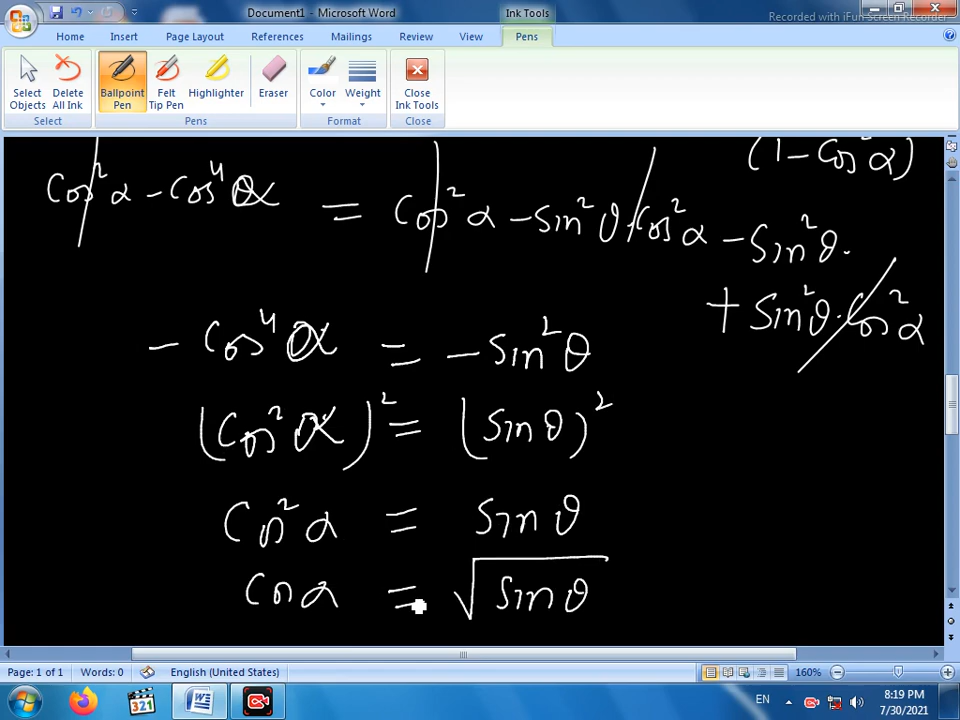 Document1 - Microsoft Word
Ink Tools
Recorded with iFun Screen Recorder
Home Insert Page Layout References Mailings Review View Pens
Select Objects
Delete All Ink
Ballpoint Pen
Felt Tip Pen
Highlighter
Eraser
Color
Weight
Close Ink Tools
Select Pens Format Close
(1 - Cos²α)
Cos²α - Cos⁴α = Cos²α - Sin²θ·Cos²α - Sin²θ·
+ Sin²θ·Cos²α
- Cos⁴α = - Sin²θ
(Cos²α)² = (Sinθ)²
Cos²α = Sinθ
Cosα = √Sinθ
Page: 1 of 1 Words: 0 English (United States) 160%
321
EN 8:19 PM
7/30/2021